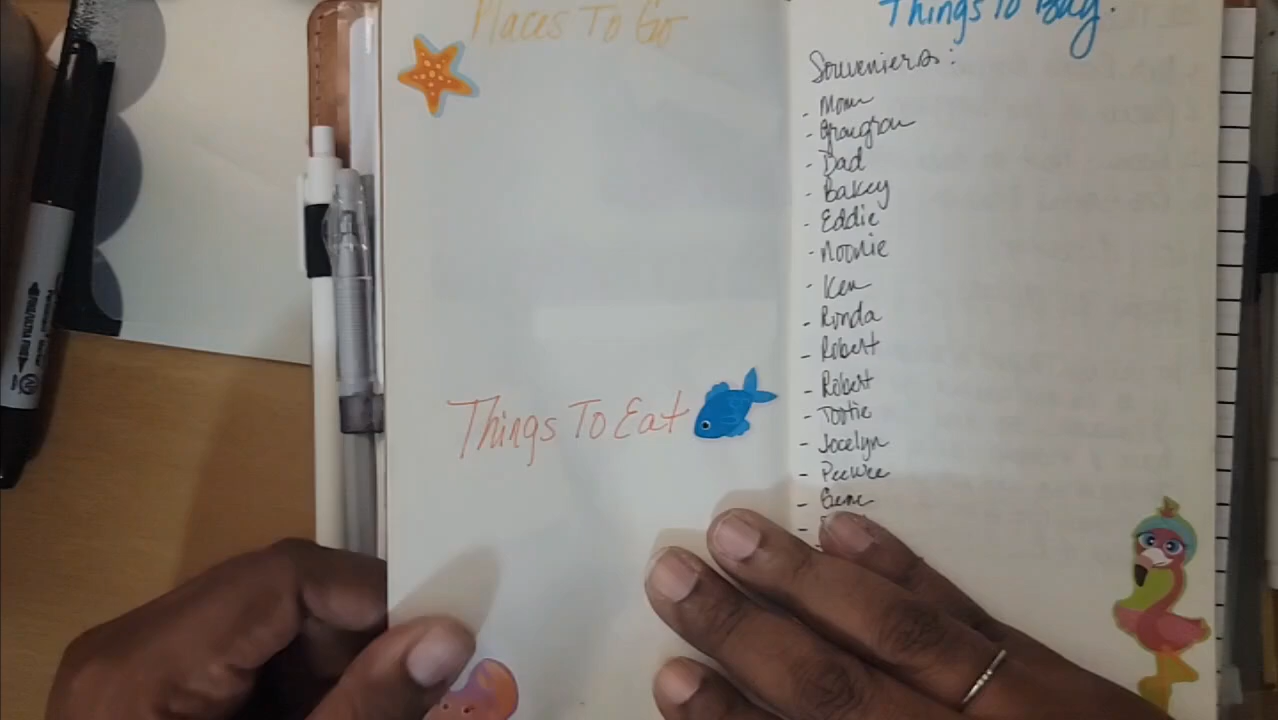 Places To Go
Things To Eat
Things To Buy.
Souveniers:
- Mom
- Grangran
- Dad
- Bakey
- Eddie
- Noonie
- Ken
- Ronda
- Robert
- Robert
- Tootie
- Jocelyn
- PeeWee
- Gene
-